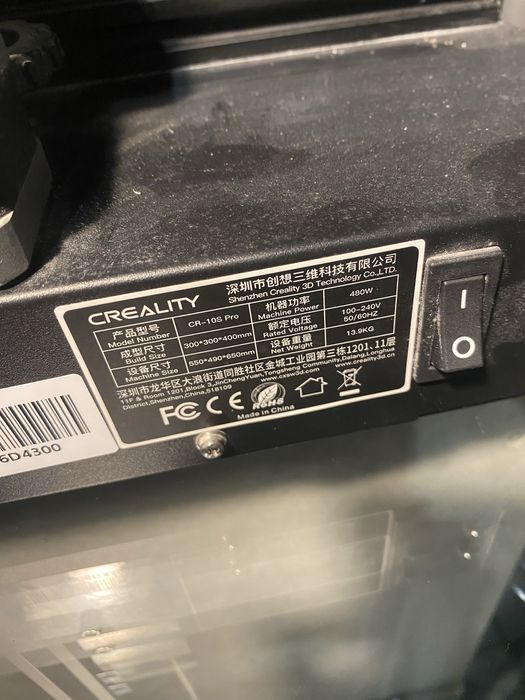 CREALITY
深圳市创想三维科技有限公司
Shenzhen Creality 3D Technology Co.,LTD.
产品型号 CR-10S Pro 机器功率 480W
Model Number Machine Power
成型尺寸 300*300*400mm 额定电压 100-240V
Build Size Rated Voltage 50/60HZ
设备尺寸 550*490*650mm 设备重量 13.9KG
Machine Size Net Weight
深圳市龙华区大浪街道同胜社区金城工业园第三栋1201.11层
11F & Room 1201,Block 3,JinChengYuan,Tongsheng Community,Dalang,Longhua
District,Shenzhen,China,518109
www.cxsw3d.com www.creality3d.cn
FC CE RoHS
Made in China
6D4300
I
O